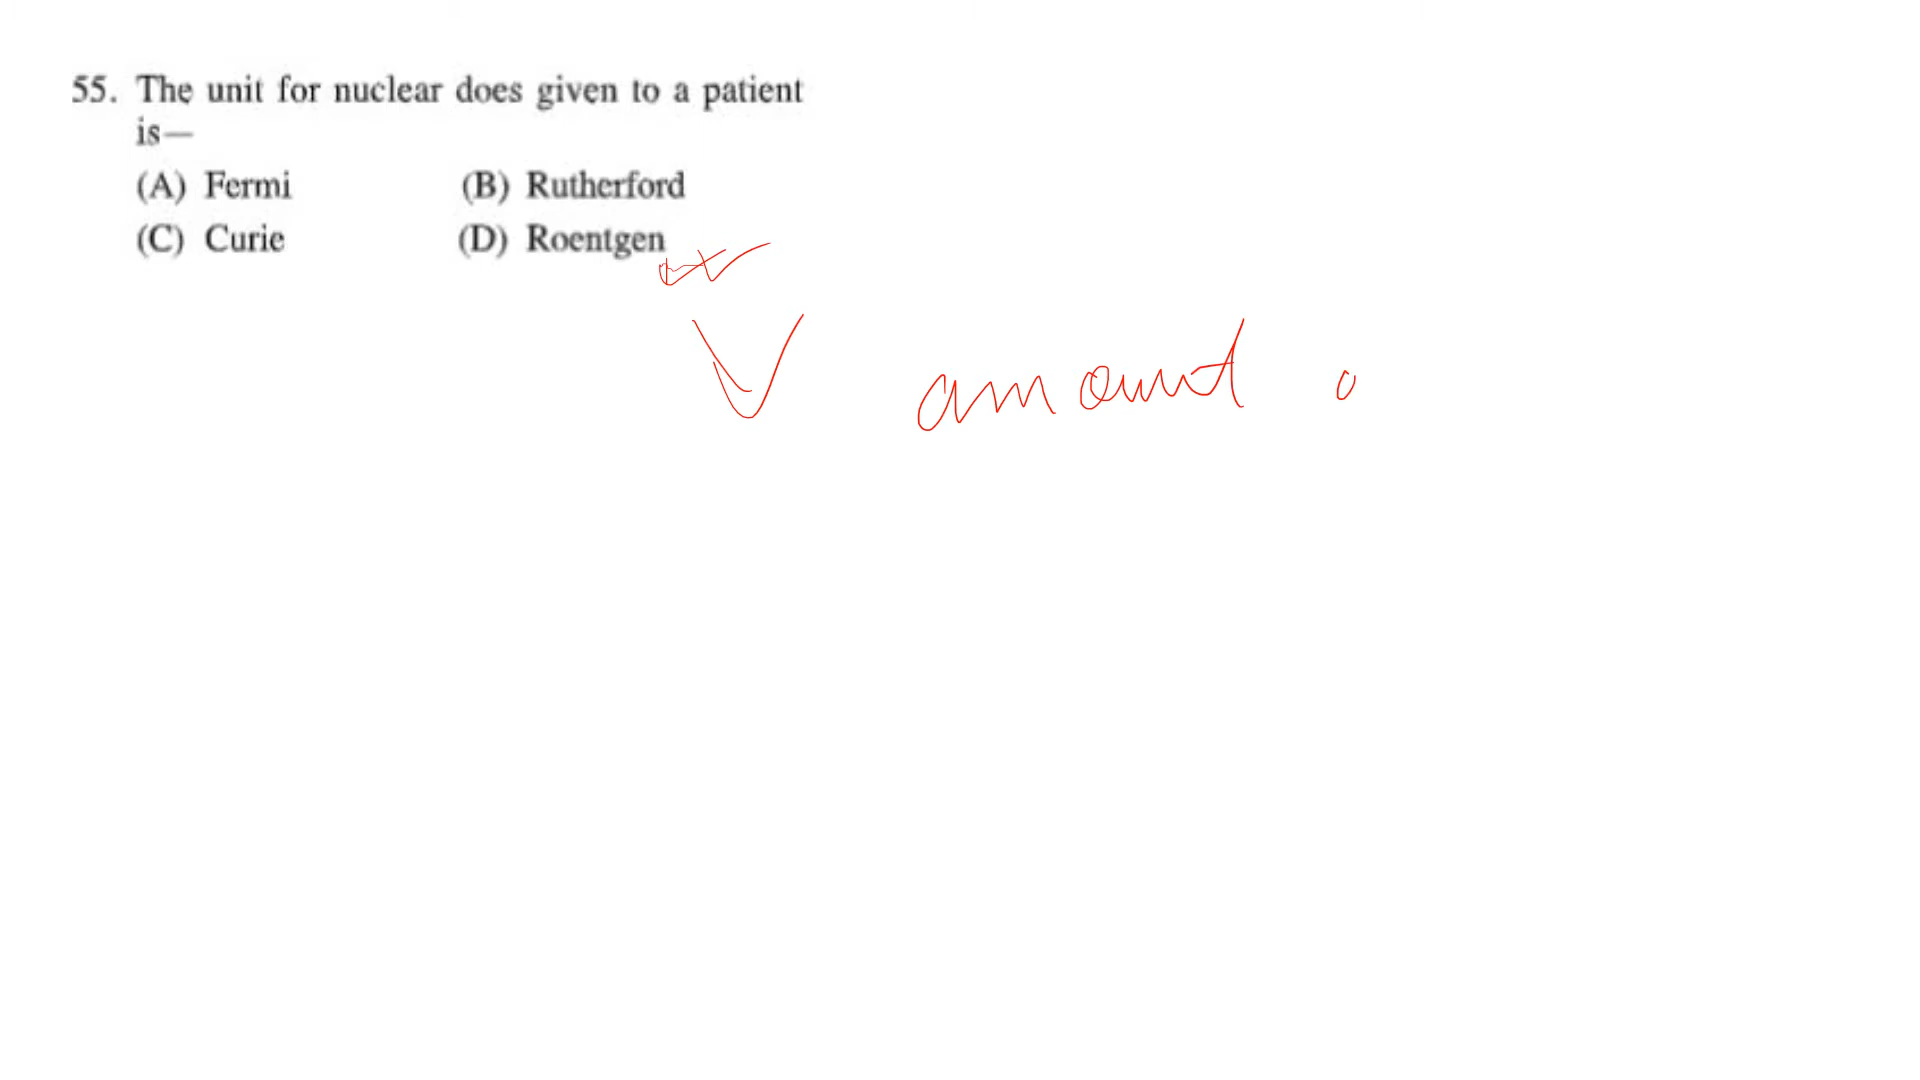 55. The unit for nuclear does given to a patient
is—
(A) Fermi (B) Rutherford
(C) Curie (D) Roentgen
amount o